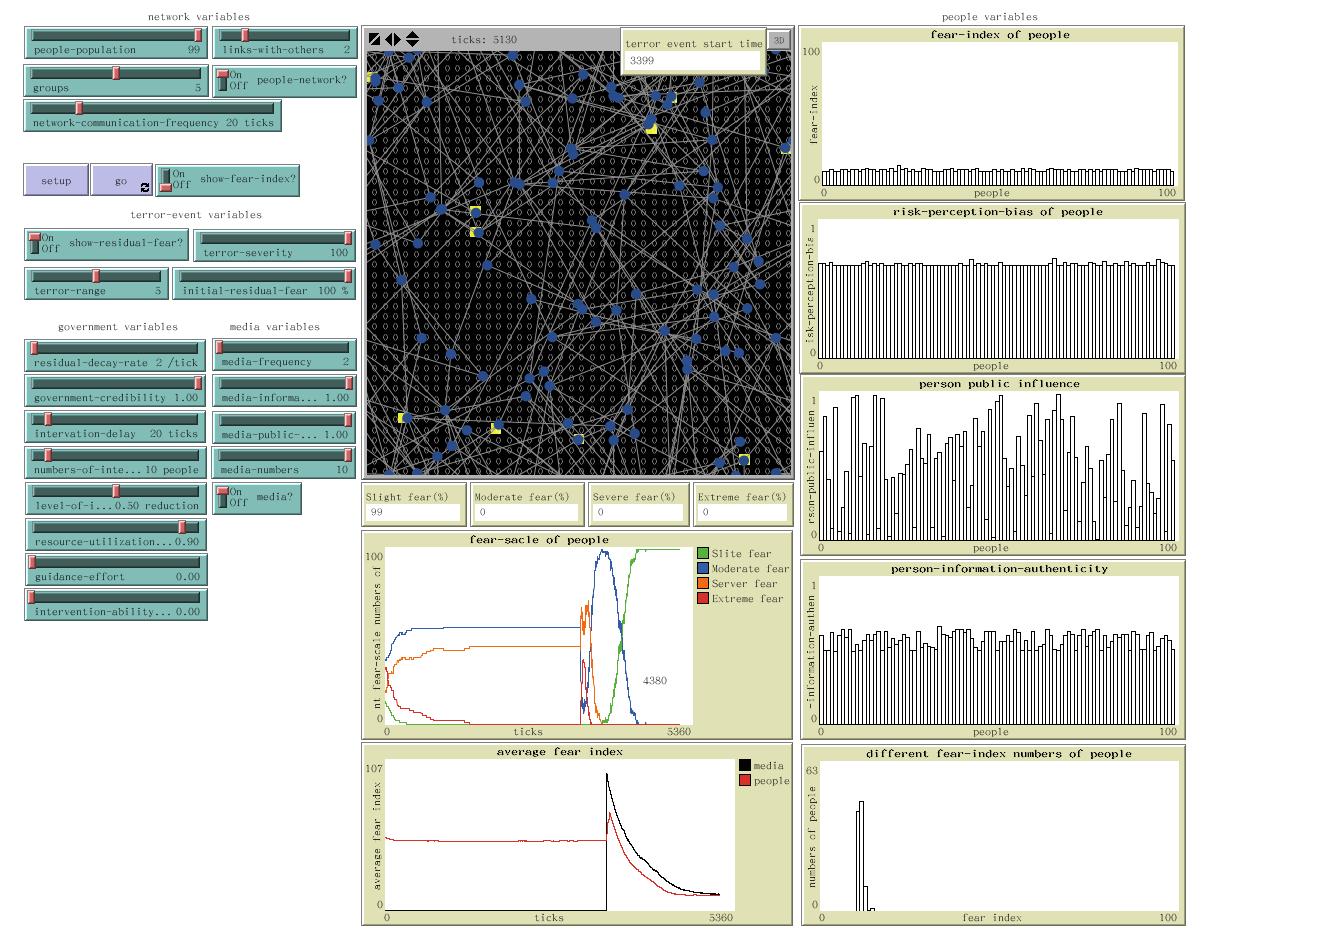 network variables
people-population 99
links-with-others 2
groups 5
On
Off
people-network?
network-communication-frequency 20 ticks
setup
go
On
Off
show-fear-index?
terror-event variables
On
Off
show-residual-fear?
terror-severity 100
terror-range 5
initial-residual-fear 100 %
government variables
media variables
residual-decay-rate 2 /tick
media-frequency 2
government-credibility 1.00
media-informa... 1.00
intervation-delay 20 ticks
media-public-... 1.00
numbers-of-inte... 10 people
media-numbers 10
level-of-i... 0.50 reduction
On
Off
media?
resource-utilization... 0.90
guidance-effort 0.00
intervention-ability... 0.00
ticks: 5130
terror event start time
3399
3D
Slight fear(%)
99
Moderate fear(%)
0
Severe fear(%)
0
Extreme fear(%)
0
fear-sacle of people
100
nt fear-scale numbers of
0
0
ticks
5360
4380
Slite fear
Moderate fear
Server fear
Extreme fear
average fear index
107
average fear index
0
0
ticks
5360
media
people
people variables
fear-index of people
100
fear-index
0
0
people
100
risk-perception-bias of people
1
isk-perception-bis
0
0
people
100
person public influence
1
rson-public-influen
0
0
people
100
person-information-authenticity
1
-information-authen
0
0
people
100
different fear-index numbers of people
63
numbers of people
0
0
fear index
100